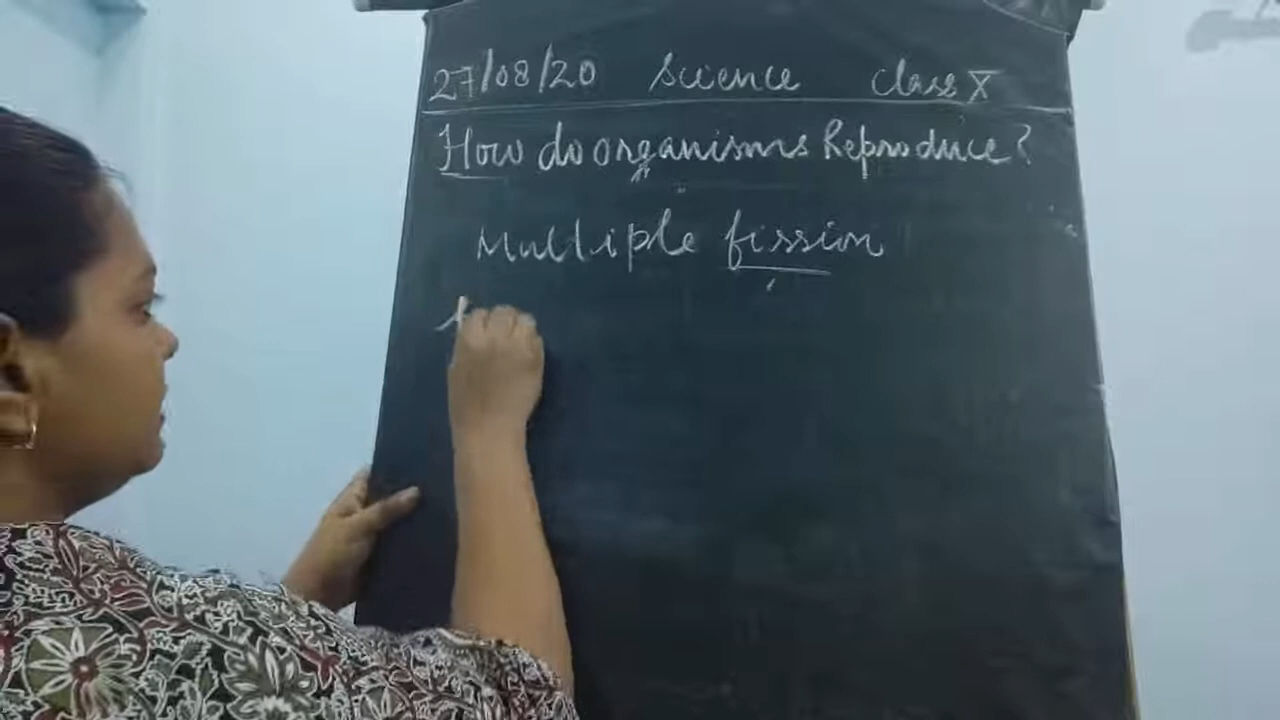 27/08/20 Science Class X
How do organisms Reproduce?
Multiple fission